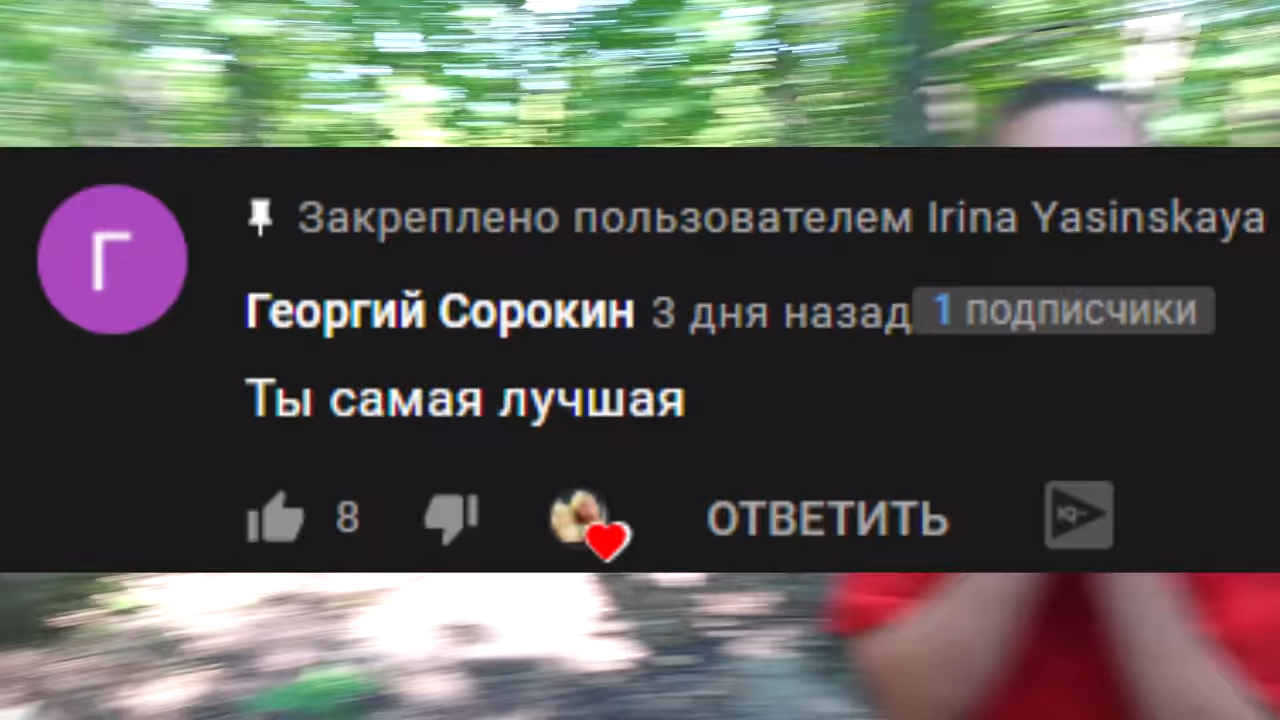 Г
Закреплено пользователем Irina Yasinskaya
Георгий Сорокин 3 дня назад 1 подписчики
Ты самая лучшая
8 ОТВЕТИТЬ